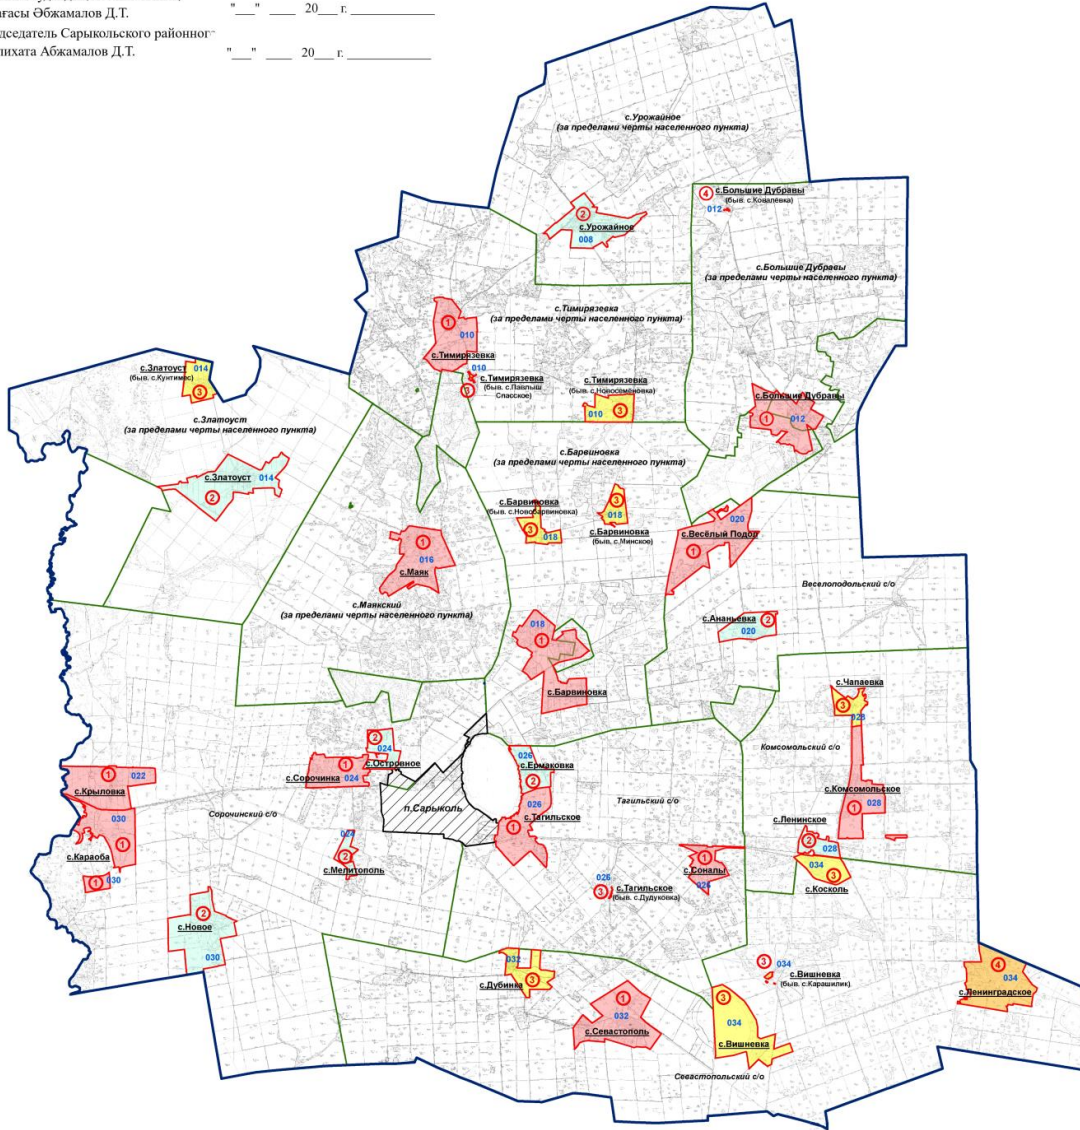 ағасы Әбжамалов Д.Т. "___" ____ 20___ г. _____________
дседатель Сарыкольского районног
лихата Абжамалов Д.Т. "___" ____ 20___ г. _____________
с.Урожайное
(за пределами черты населенного пункта)
4
с.Большие Дубравы
(быв. с.Ковалевка)
012
2
с.Урожайное
008
с.Большие Дубравы
(за пределами черты населенного пункта)
с.Тимирязевка
(за пределами черты населенного пункта)
1
010
с.Тимирязевка
010
с.Тимирязевка
(быв. с.Павлыш
Спасское)
3
с.Тимирязевка
(быв. с.Новосемёновка)
010
3
с.Златоуст
014
(быв. с.Кунтимес)
3
с.Большие Дубравы
1
012
с.Златоуст
(за пределами черты населенного пункта)
с.Барвиновка
(за пределами черты населенного пункта)
с.Златоуст
014
2
с.Барвиновка
(быв. с.Новобарвиновка)
3
018
3
018
с.Барвиновка
(быв. с.Минское)
020
с.Весёлый Подол
1
1
016
с.Маяк
Веселоподольский с/о
с.Маякский
(за пределами черты населенного пункта)
с.Ананьевка
2
020
018
1
с.Барвиновка
с.Чапаевка
3
028
2
024
с.Островное
Комсомольский с/о
1
с.Сорочинка
024
026
с.Ермаковка
2
1
022
с.Крыловка
с.Комсомольское
1
028
п.Сарыколь
026
Тагильский с/о
Сорочинский с/о
с.Тагильское
1
030
1
с.Караоба
1
030
с.Ленинское
2
028
024
2
с.Мелитополь
1
с.Соналы
026
034
3
с.Косколь
026
3
с.Тагильское
(быв. с.Дудуковка)
2
с.Новое
030
032
3
с.Дубинка
3
034
с.Вишневка
(быв. с.Карашилик)
4
034
с.Ленинградское
1
032
с.Севастополь
3
034
с.Вишневка
Севастопольский с/о